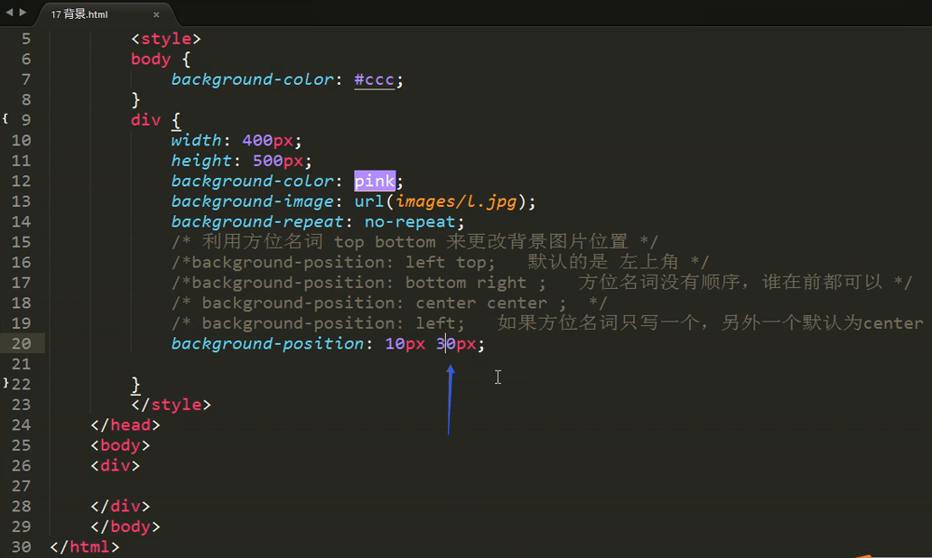 17 背景.html ×
5 <style>
6 body {
7 background-color: #ccc;
8 }
{ 9 div {
10 width: 400px;
11 height: 500px;
12 background-color: pink;
13 background-image: url(images/l.jpg);
14 background-repeat: no-repeat;
15 /* 利用方位名词 top bottom 来更改背景图片位置 */
16 /*background-position: left top; 默认的是 左上角 */
17 /*background-position: bottom right ; 方位名词没有顺序，谁在前都可以 */
18 /* background-position: center center ; */
19 /* background-position: left; 如果方位名词只写一个，另外一个默认为center
20 background-position: 10px 30px;
21
} 22 }
23 </style>
24 </head>
25 <body>
26 <div>
27
28 </div>
29 </body>
30 </html>